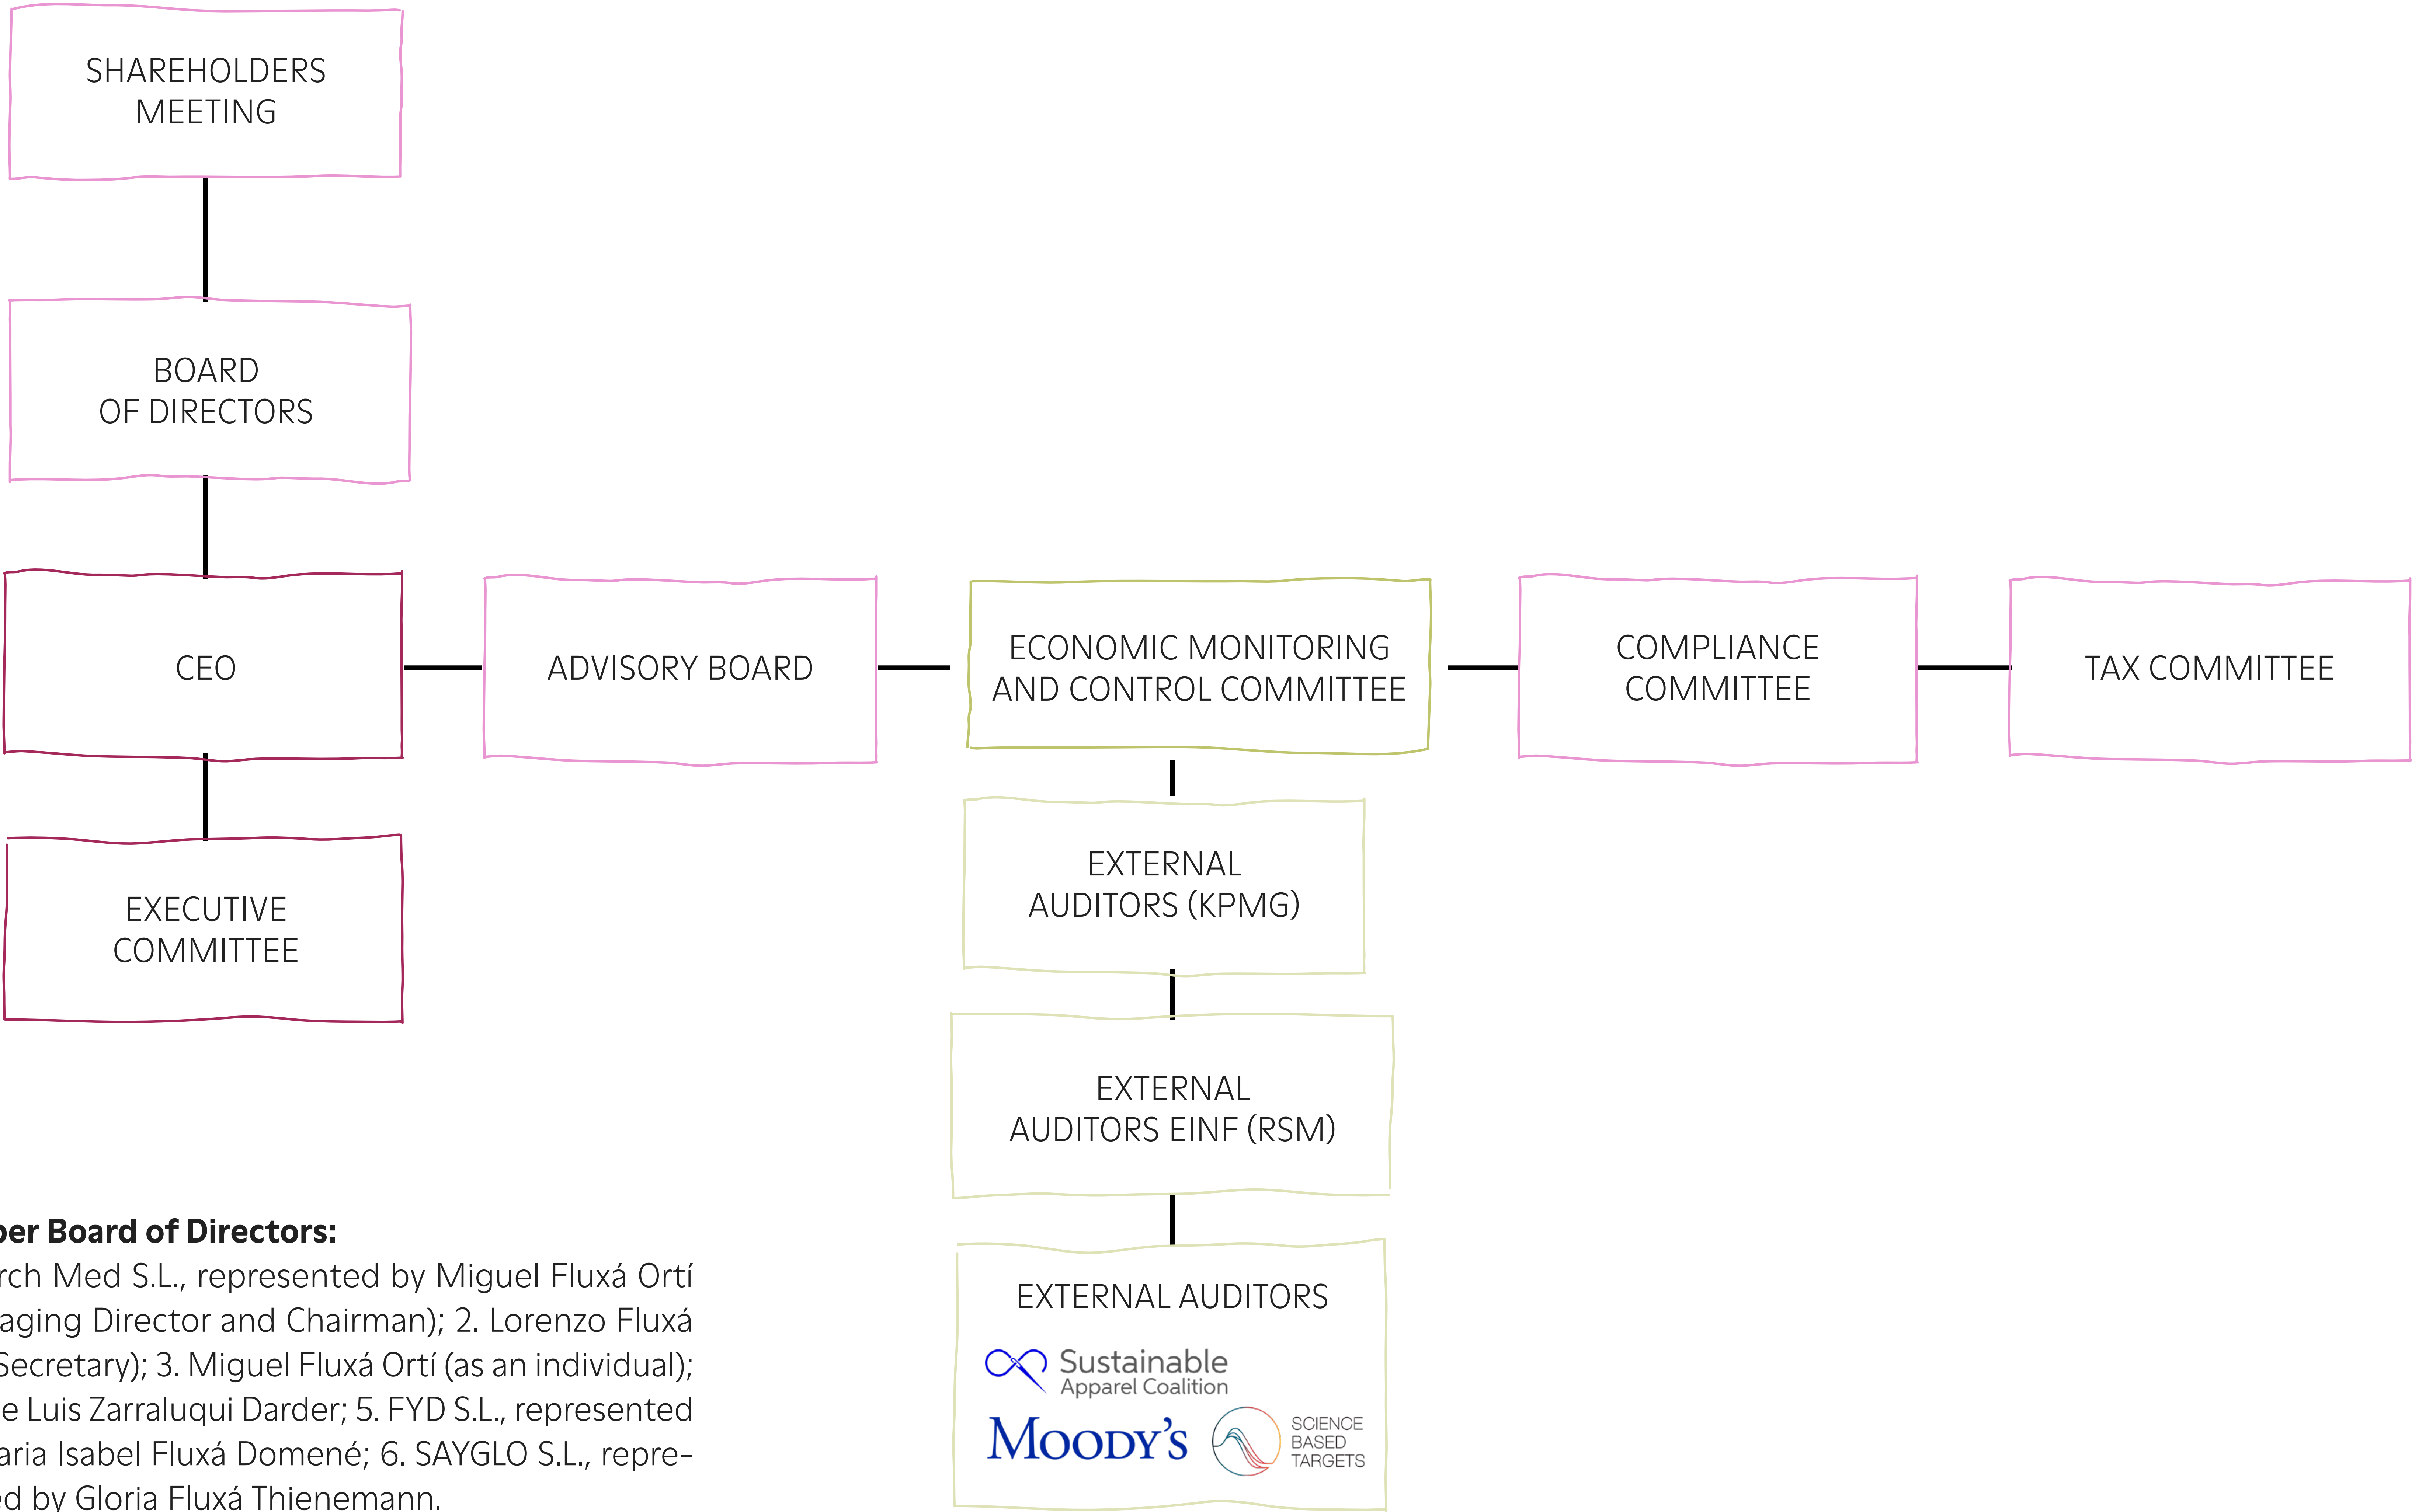 SHAREHOLDERS
MEETING
BOARD
OF DIRECTORS
CEO
ADVISORY BOARD
ECONOMIC MONITORING
AND CONTROL COMMITTEE
COMPLIANCE
COMMITTEE
TAX COMMITTEE
EXECUTIVE
COMMITTEE
EXTERNAL
AUDITORS (KPMG)
EXTERNAL
AUDITORS EINF (RSM)
EXTERNAL AUDITORS
Sustainable
Apparel Coalition
MOODY'S
SCIENCE
BASED
TARGETS
Board of Directors:
Med S.L., represented by Miguel Fluxá Ortí
Director and Chairman); 2. Lorenzo Fluxá
Secretary); 3. Miguel Fluxá Ortí (as an individual);
Luis Zarraluqui Darder; 5. FYD S.L., represented
Isabel Fluxá Domené; 6. SAYGLO S.L., repre-
by Gloria Fluxá Thienemann.